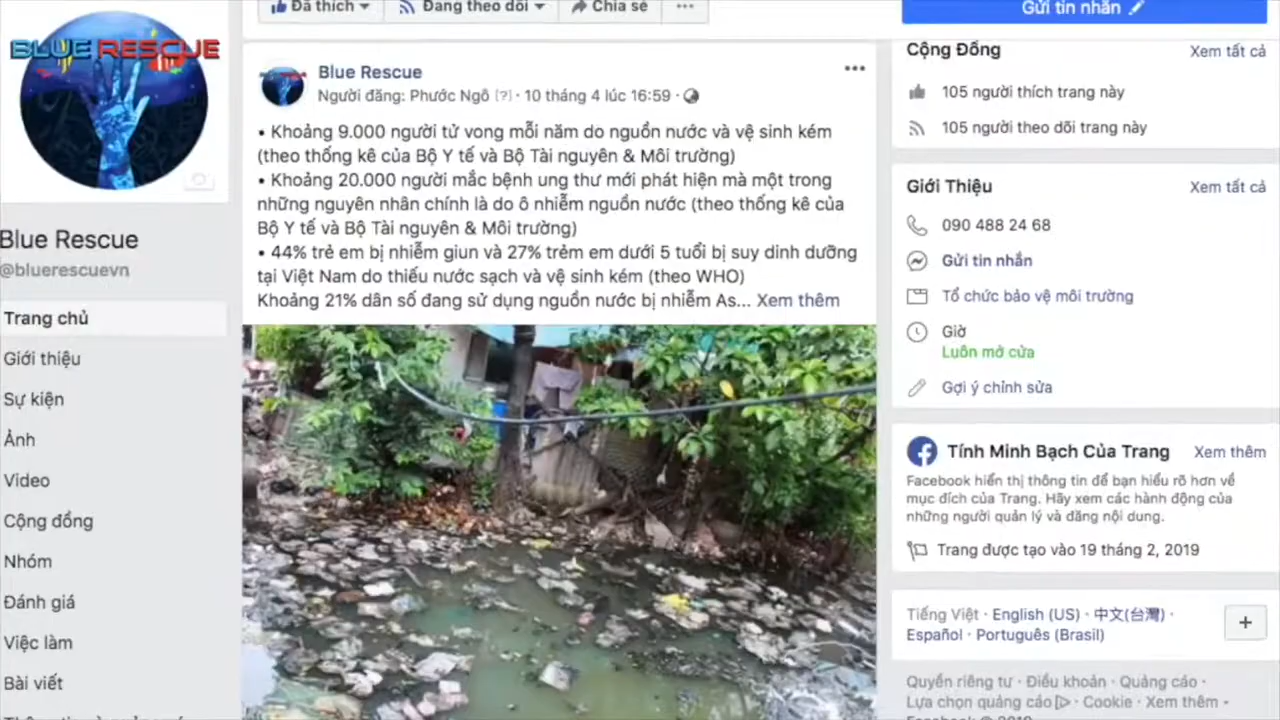 Đã thích
Đang theo dõi
Chia sẻ
Gửi tin nhắn
BLUE RESCUE
Blue Rescue
@bluerescuevn
Trang chủ
Giới thiệu
Sự kiện
Ảnh
Video
Cộng đồng
Nhóm
Đánh giá
Việc làm
Bài viết
Blue Rescue
Người đăng: Phước Ngô [?] · 10 tháng 4 lúc 16:59 ·
• Khoảng 9.000 người tử vong mỗi năm do nguồn nước và vệ sinh kém
(theo thống kê của Bộ Y tế và Bộ Tài nguyên & Môi trường)
• Khoảng 20.000 người mắc bệnh ung thư mới phát hiện mà một trong
những nguyên nhân chính là do ô nhiễm nguồn nước (theo thống kê của
Bộ Y tế và Bộ Tài nguyên & Môi trường)
• 44% trẻ em bị nhiễm giun và 27% trẻm em dưới 5 tuổi bị suy dinh dưỡng
tại Việt Nam do thiếu nước sạch và vệ sinh kém (theo WHO)
Khoảng 21% dân số đang sử dụng nguồn nước bị nhiễm As... Xem thêm
Cộng Đồng Xem tất cả
105 người thích trang này
105 người theo dõi trang này
Giới Thiệu Xem tất cả
090 488 24 68
Gửi tin nhắn
Tổ chức bảo vệ môi trường
Giờ
Luôn mở cửa
Gợi ý chỉnh sửa
Tính Minh Bạch Của Trang Xem thêm
Facebook hiển thị thông tin để bạn hiểu rõ hơn về
mục đích của Trang. Hãy xem các hành động của
những người quản lý và đăng nội dung.
Trang được tạo vào 19 tháng 2, 2019
Tiếng Việt · English (US) · 中文(台灣) ·
Español · Português (Brasil)
Quyền riêng tư · Điều khoản · Quảng cáo ·
Lựa chọn quảng cáo · Cookie · Xem thêm
Facebook © 2019